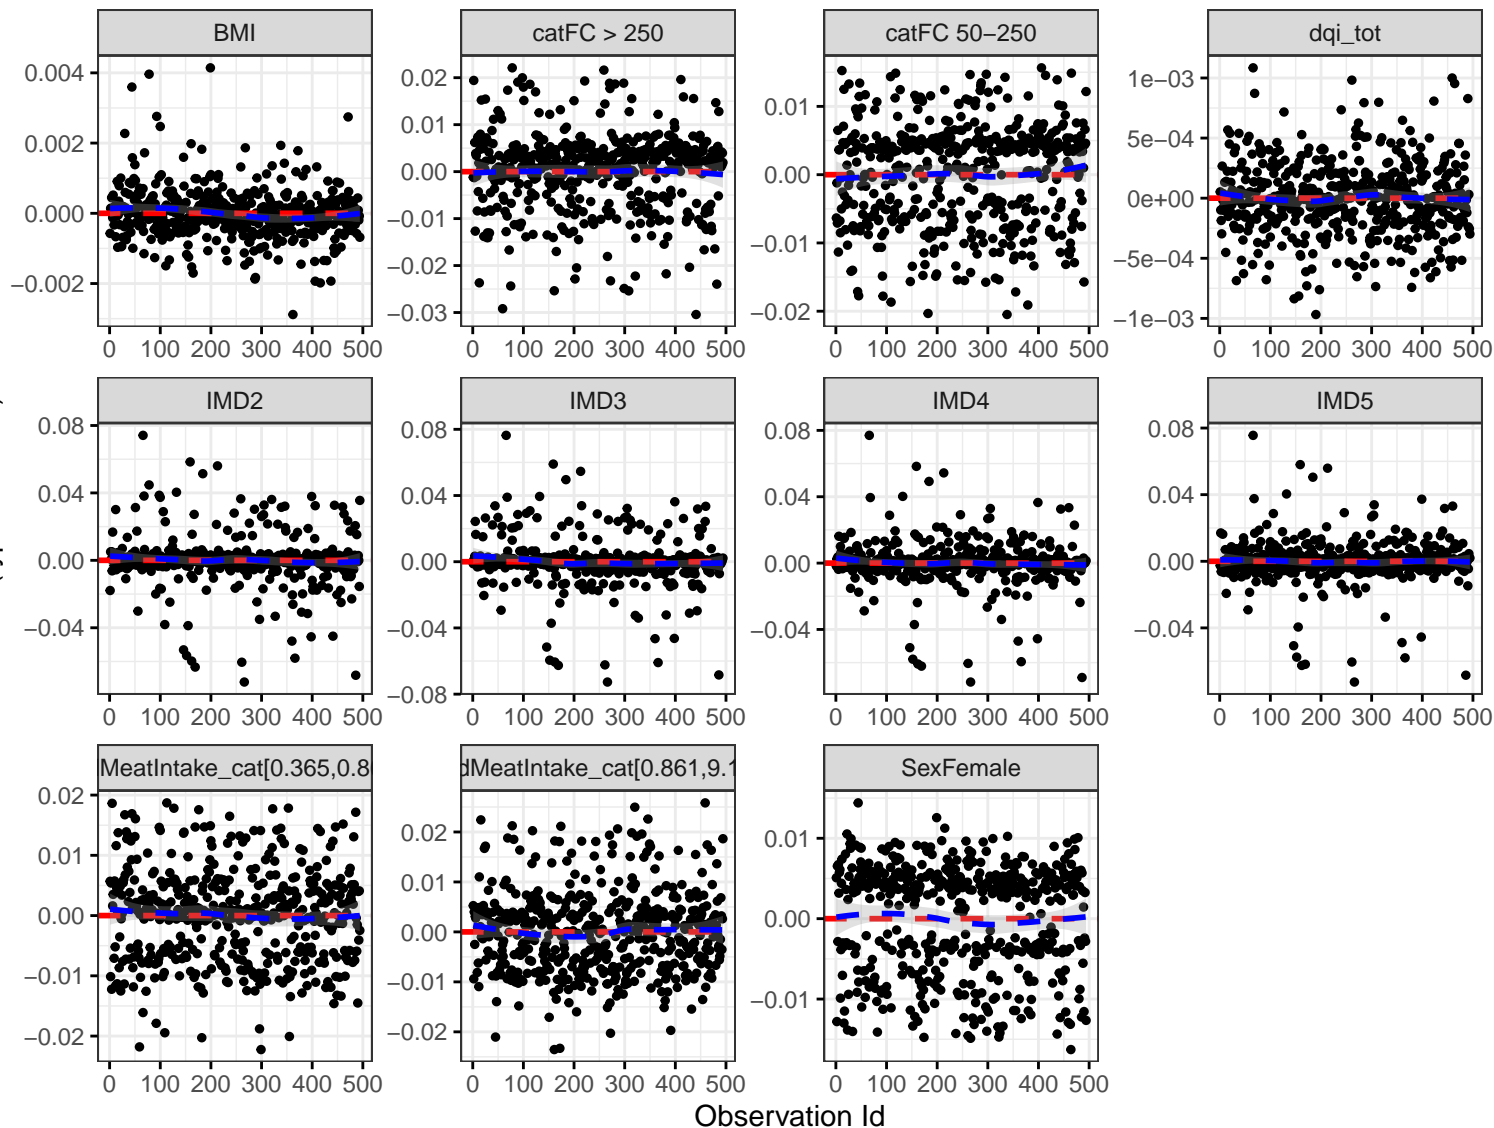 BMI
catFC > 250
catFC 50−250
dqi_tot
0.004
0.002
0.000
−0.002
0.02
0.01
0.00
−0.01
−0.02
−0.03
0.01
0.00
−0.01
−0.02
1e−03
5e−04
0e+00
−5e−04
−1e−03
0 100 200 300 400 500
0 100 200 300 400 500
0 100 200 300 400 500
0 100 200 300 400 500
IMD2
IMD3
IMD4
IMD5
0.08
0.04
0.00
−0.04
0.08
0.04
0.00
−0.04
−0.08
0.08
0.04
0.00
−0.04
0.08
0.04
0.00
−0.04
0 100 200 300 400 500
0 100 200 300 400 500
0 100 200 300 400 500
0 100 200 300 400 500
MeatIntake_cat[0.365,0.8
dMeatIntake_cat[0.861,9.1
SexFemale
0.02
0.01
0.00
−0.01
−0.02
0.02
0.01
0.00
−0.01
−0.02
0.01
0.00
−0.01
0 100 200 300 400 500
0 100 200 300 400 500
0 100 200 300 400 500
Observation Id